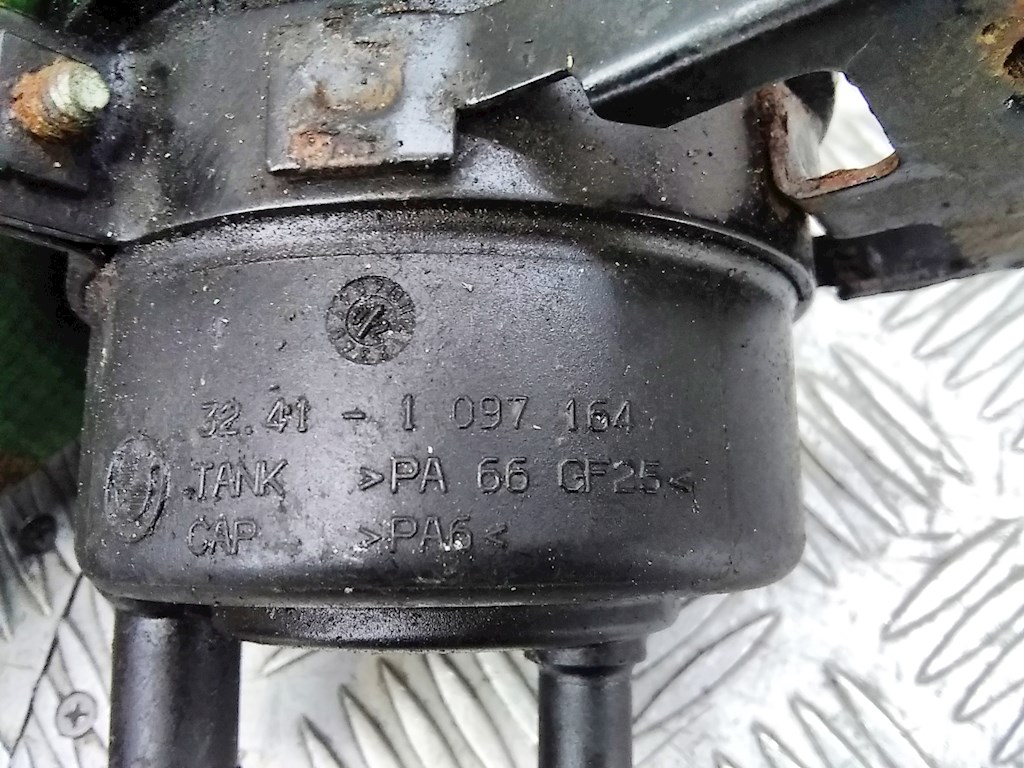 32.41 - 1 097 164
TANK >PA 66 GF25<
CAP >PA6<